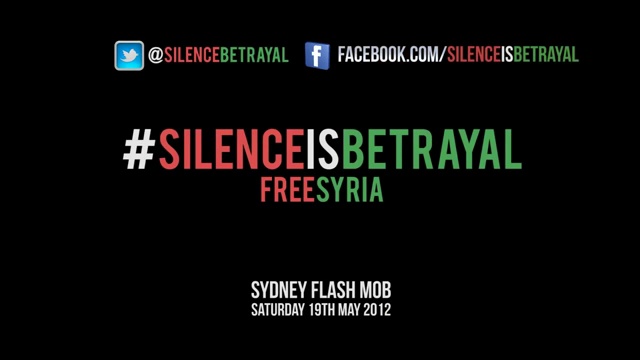 @SILENCEBETRAYAL FACEBOOK.COM/SILENCEISBETRAYAL
#SILENCEISBETRAYAL
FREESYRIA
SYDNEY FLASH MOB
SATURDAY 19TH MAY 2012